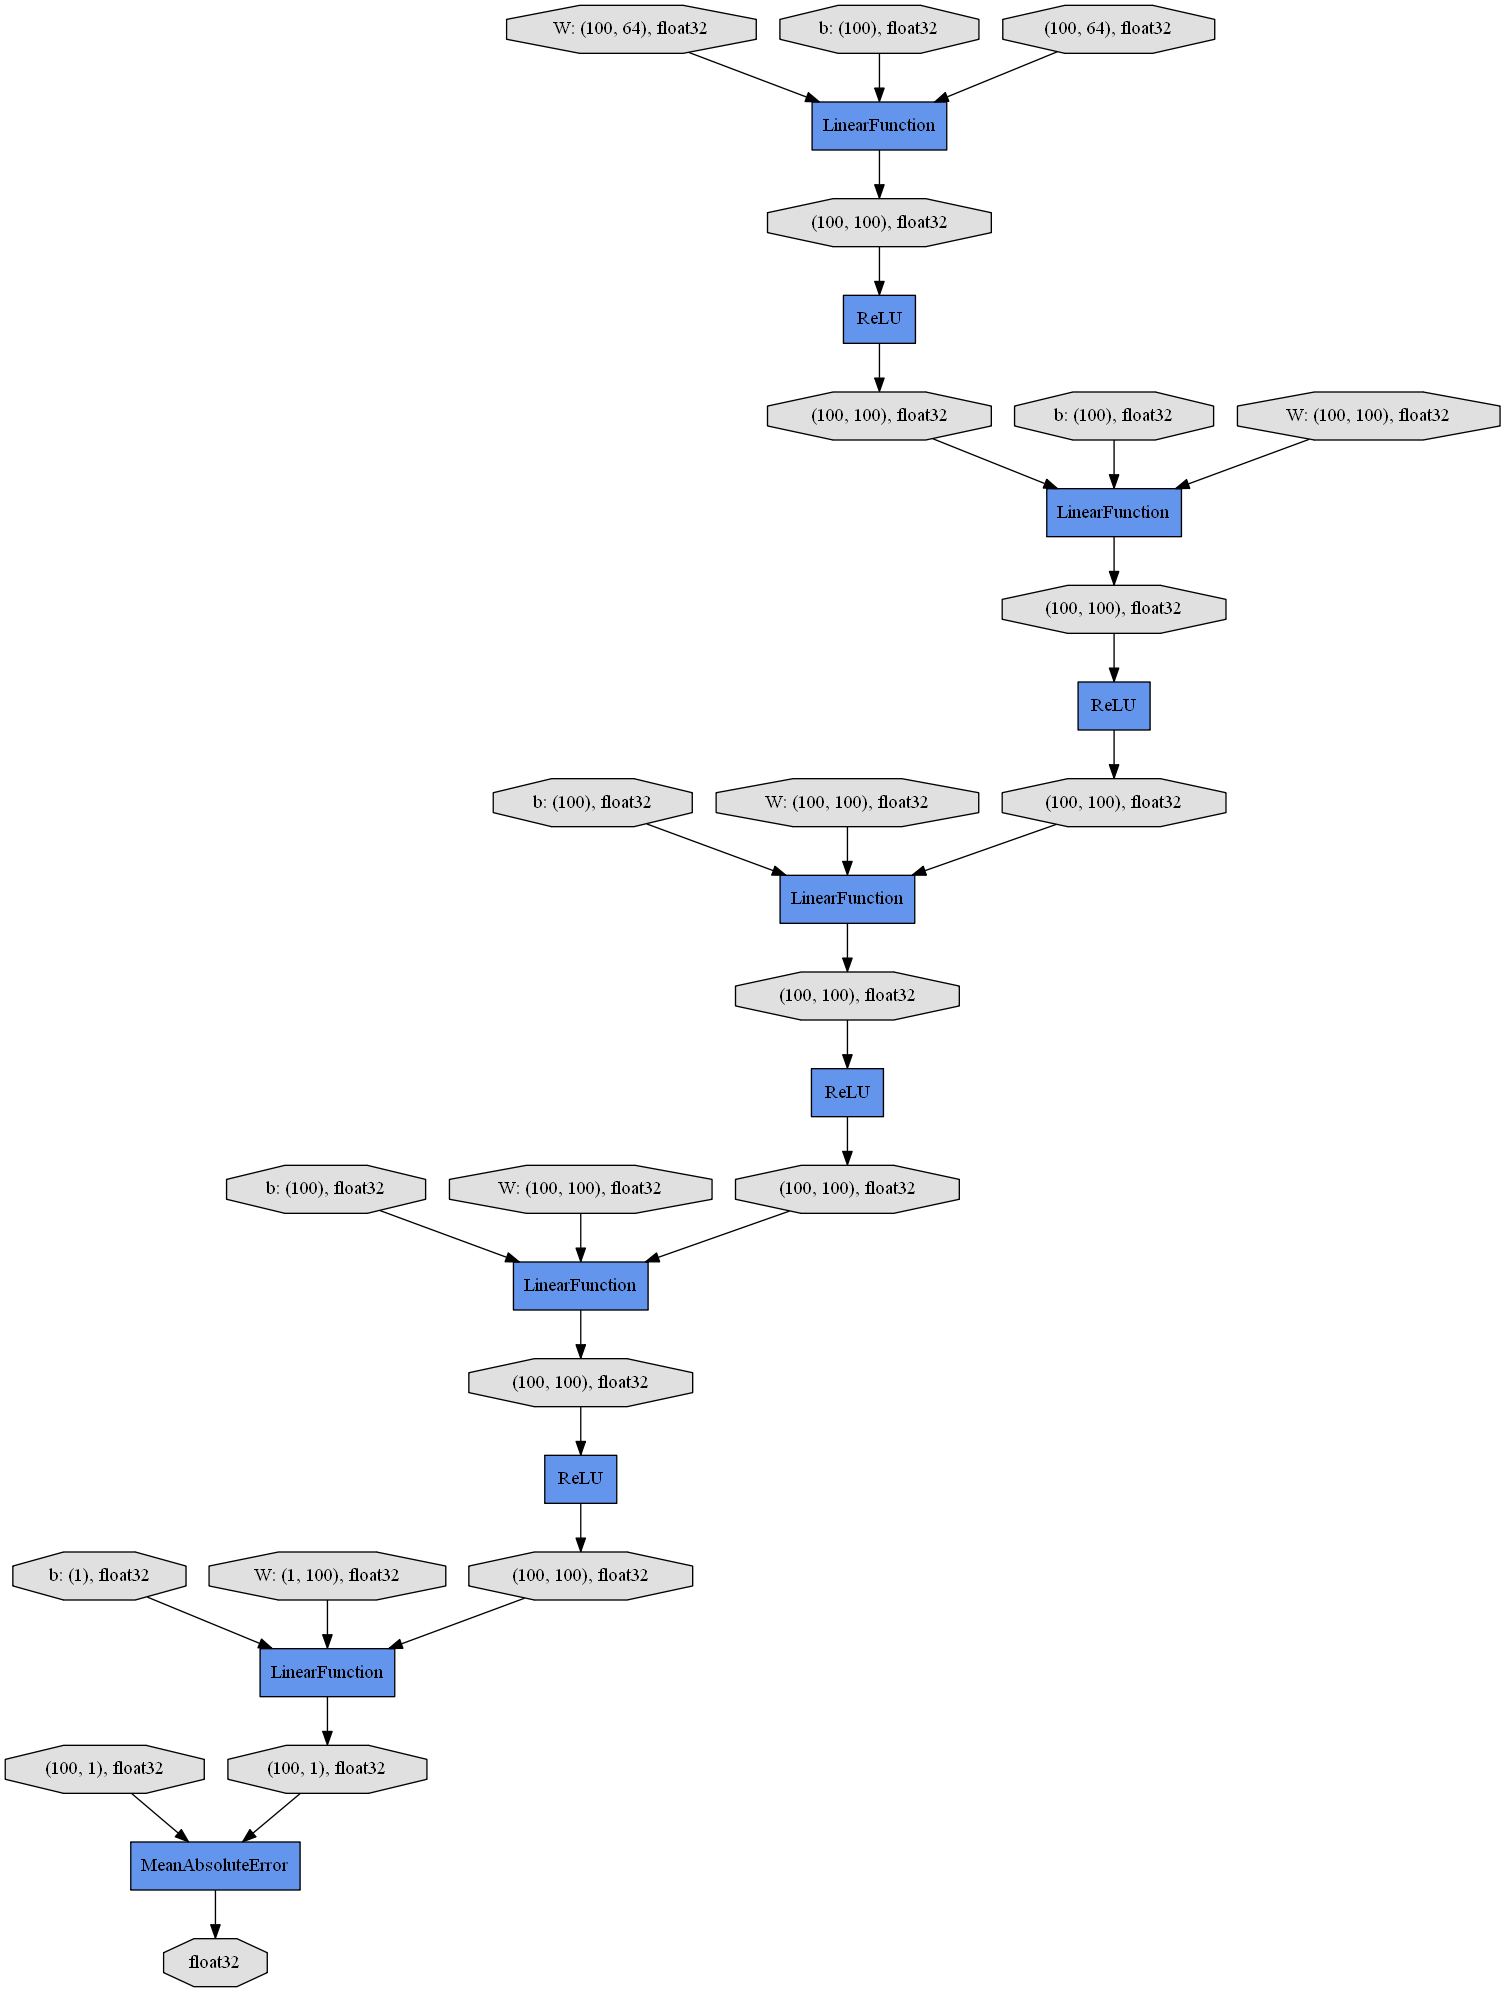 W: (100, 64), float32
b: (100), float32
(100, 64), float32
LinearFunction
(100, 100), float32
ReLU
(100, 100), float32
b: (100), float32
W: (100, 100), float32
LinearFunction
(100, 100), float32
ReLU
b: (100), float32
W: (100, 100), float32
(100, 100), float32
LinearFunction
(100, 100), float32
ReLU
b: (100), float32
W: (100, 100), float32
(100, 100), float32
LinearFunction
(100, 100), float32
ReLU
b: (1), float32
W: (1, 100), float32
(100, 100), float32
LinearFunction
(100, 1), float32
(100, 1), float32
MeanAbsoluteError
float32